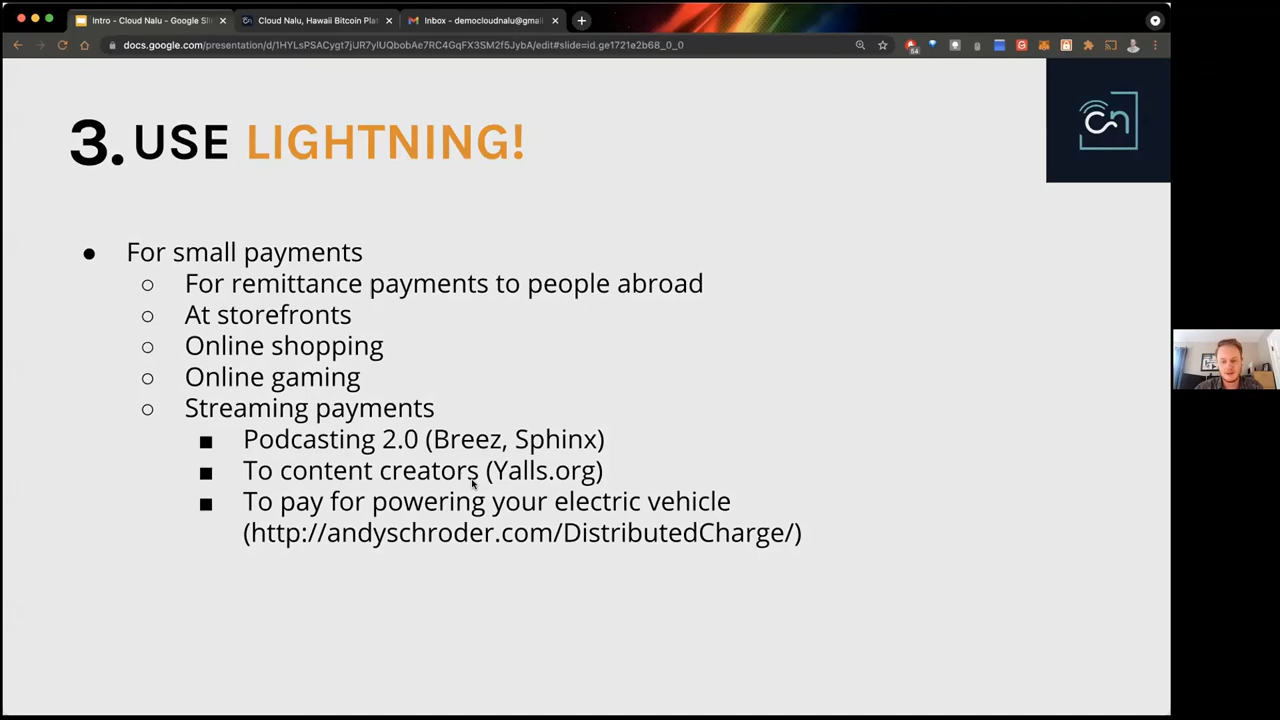 Intro - Cloud Nalu - Google Sli
Cloud Nalu, Hawaii Bitcoin Pla
Inbox - democloudnalu@gmai
docs.google.com/presentation/d/1HYLsPSACygt7jUR7yIUQbobAe7RC4GqFX3SM2f5JybA/edit#slide=id.ge1721e2b68_0_0
54
cn
3. USE LIGHTNING!
● For small payments
○ For remittance payments to people abroad
○ At storefronts
○ Online shopping
○ Online gaming
○ Streaming payments
■ Podcasting 2.0 (Breez, Sphinx)
■ To content creators (Yalls.org)
■ To pay for powering your electric vehicle
(http://andyschroder.com/DistributedCharge/)